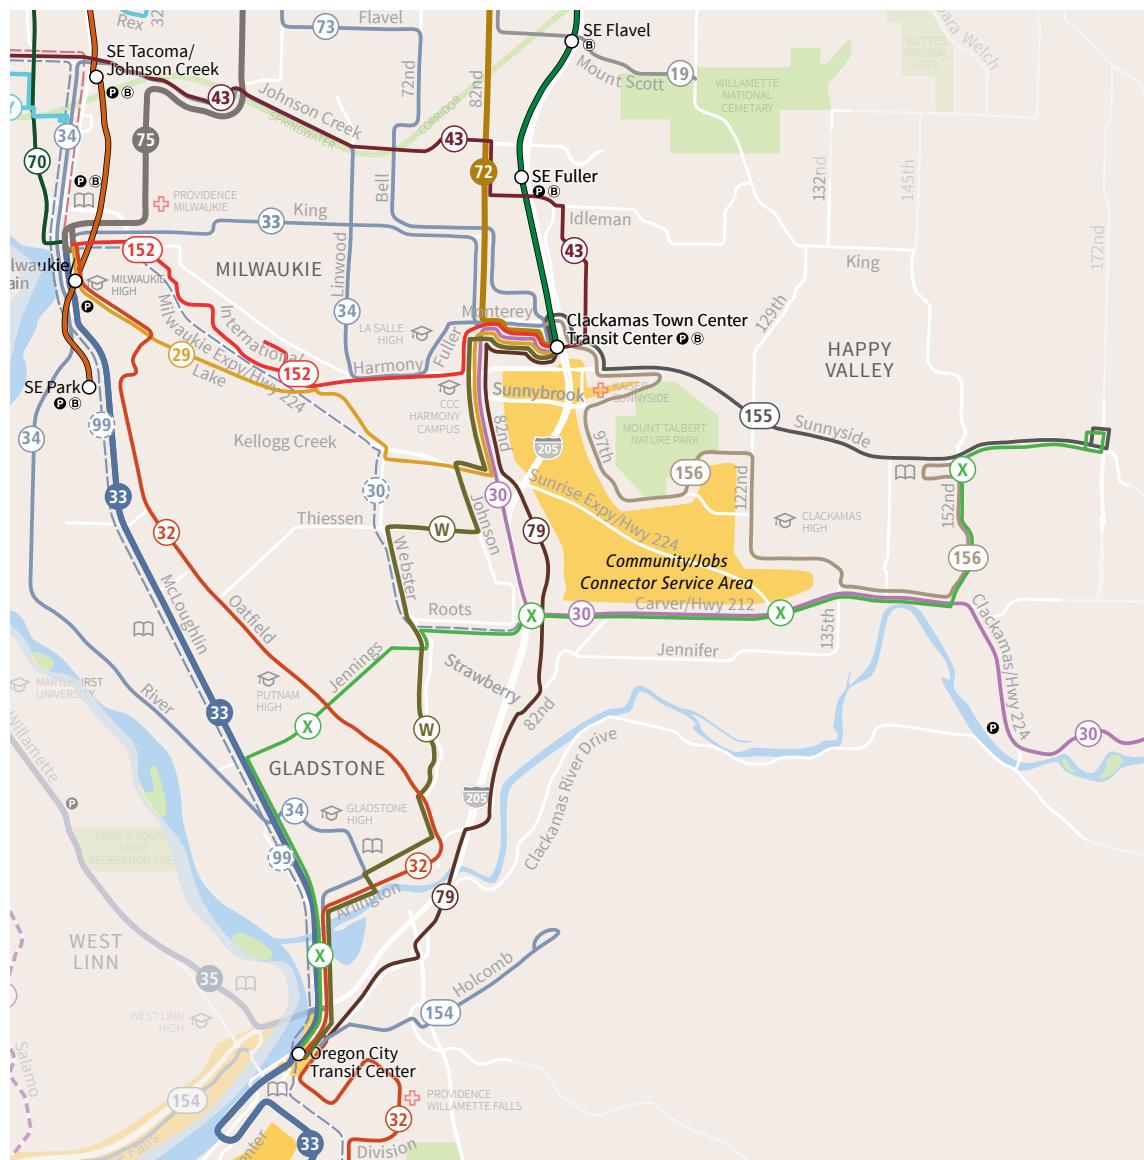 Rex
32
Flavel
73
SE Flavel
B
SE Tacoma/
Johnson Creek
P B
72nd
82nd
Mount Scott
19
WILLAMETTE
NATIONAL
CEMETARY
BUTTES
NATURAL
AREA
ara Welch
43
Johnson Creek
SPRINGWATER
CORRIDOR
34
75
43
70
72
SE Fuller
P B
132nd
145th
P B
PROVIDENCE
MILWAUKIE
Bell
King
33
Idleman
172nd
152
43
King
lwaukie/
ain
MILWAUKIE
Linwood
MILWAUKIE
HIGH
P
International
Milwaukie Expy/Hwy 224
34
LA SALLE
HIGH
Monterey
Fuller
Clackamas Town Center
Transit Center P B
129th
HAPPY
VALLEY
29
Lake
152
Harmony
SE Park
P B
CCC
HARMONY
CAMPUS
Sunnybrook
KAISER
SUNNYSIDE
34
99
Kellogg Creek
82nd
205
97th
MOUNT TALBERT
NATURE PARK
155
Sunnyside
156
122nd
X
152nd
33
30
30
Sunrise Expy/Hwy 224
Thiessen
Johnson
W
79
CLACKAMAS
HIGH
32
Webster
156
McLoughlin
Oatfield
Community/Jobs
Connector Service Area
Roots
X
30
Carver/Hwy 212
X
135th
Clackamas/Hwy 224
Jennings
Strawberry
Jennifer
MARYLHURST
UNIVERSITY
River
PUTNAM
HIGH
82nd
33
X
W
P
30
Willamette
GLADSTONE
Clackamas River Drive
P
34
GLADSTONE
HIGH
205
MARY S. YOUNG
STATE
RECREATION AREA
99
32
Arlington
79
WEST
LINN
X
35
Holcomb
154
WEST LINN
HIGH
Salamo
Oregon City
Transit Center
154
PROVIDENCE
WILLAMETTE FALLS
32
33
Division
enter
Falls